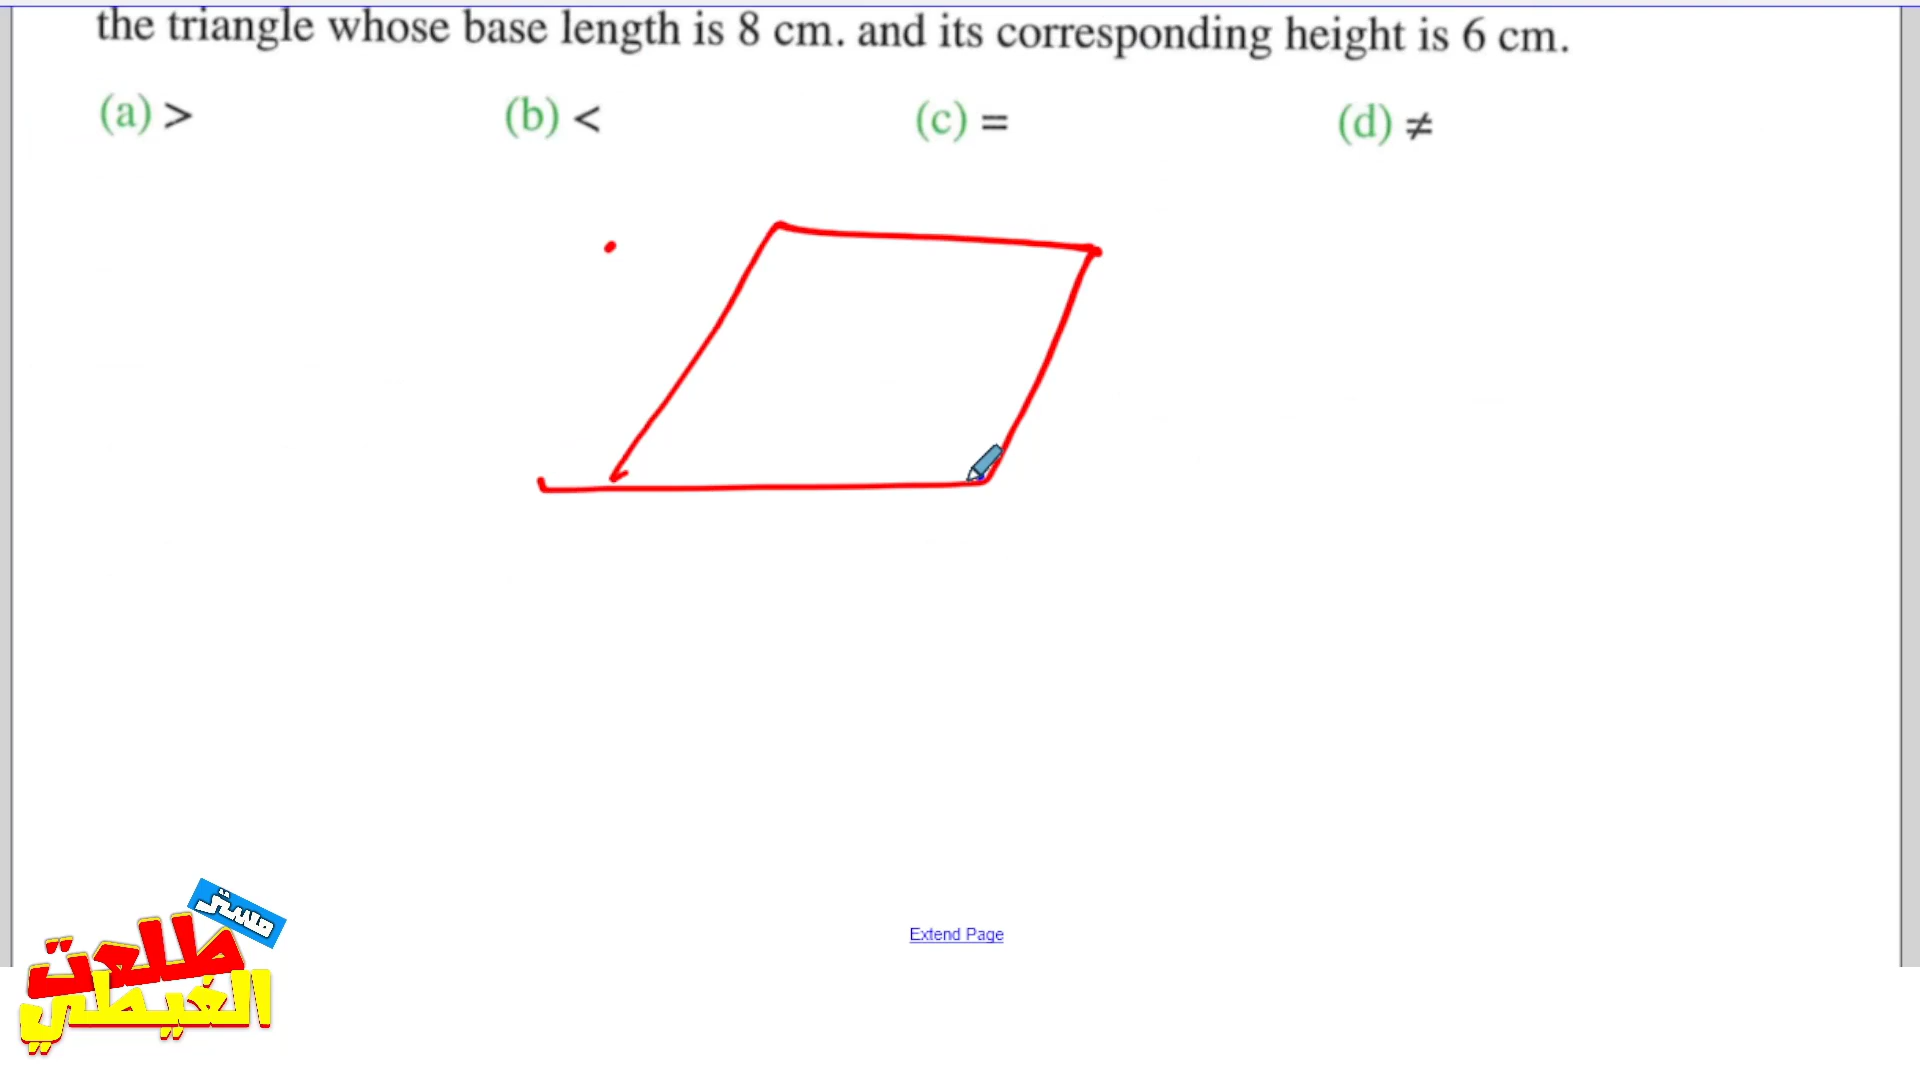 the triangle whose base length is 8 cm. and its corresponding height is 6 cm.
(a) > (b) < (c) = (d) ≠
Extend Page
مستر
طلعت
الغيطي